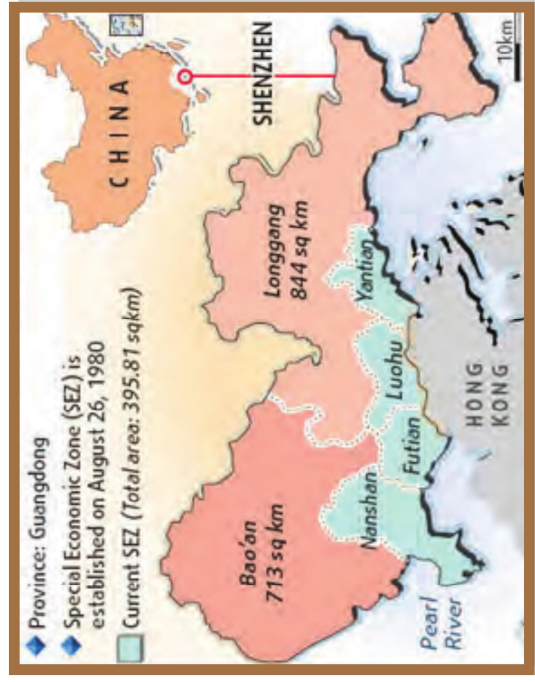 Province: Guangdong
Special Economic Zone (SEZ) is
established on August 26, 1980
Current SEZ (Total area: 395.81 sqkm)
CHINA
SHENZHEN
Bao'an
713 sq km
Longgang
844 sq km
Nanshan
Futian
Luohu
Yantian
Pearl
River
HONG
KONG
10km